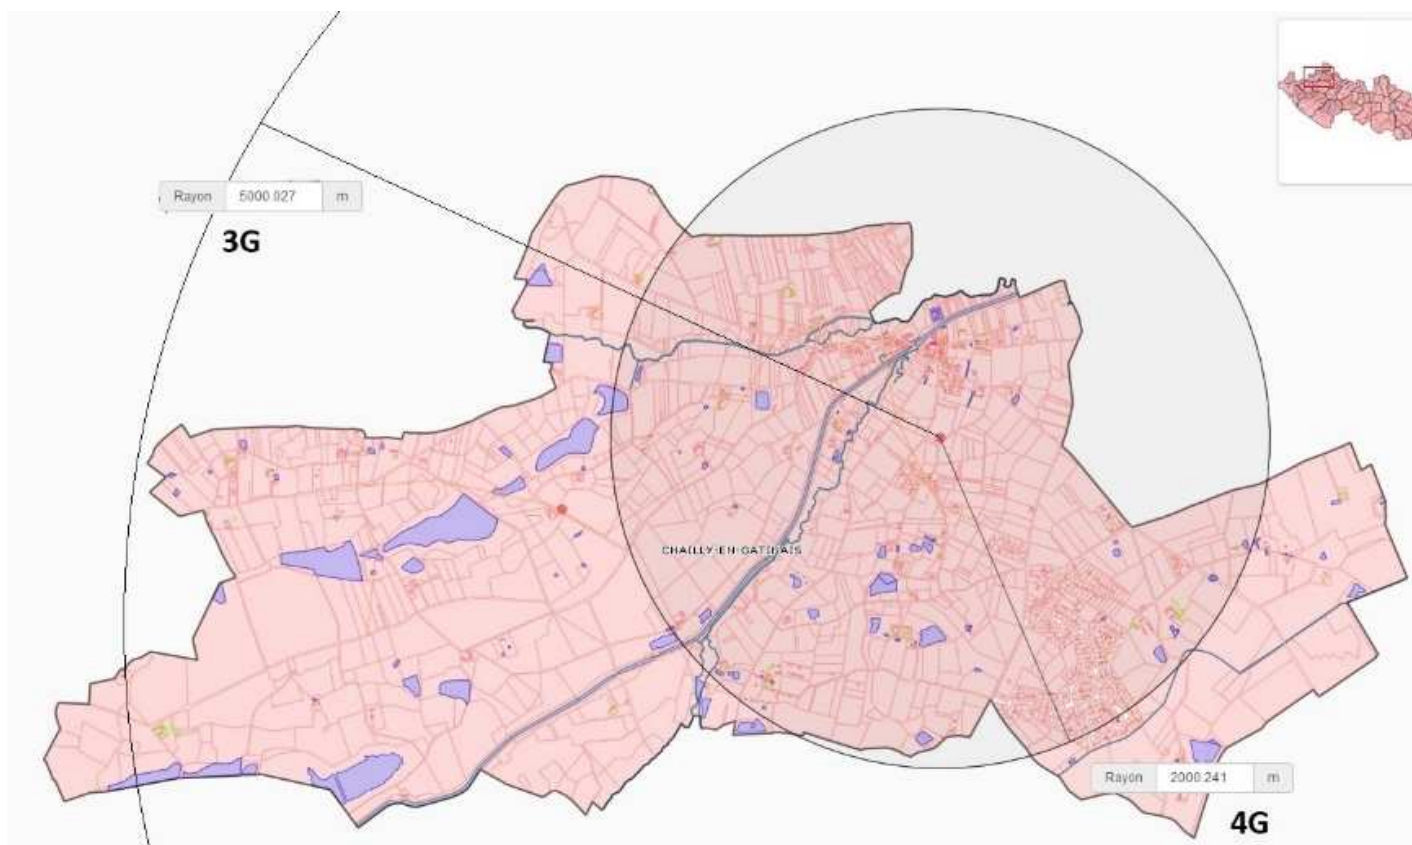 Rayon 5000.027 m
3G
CHAILLY-EN-GATINAIS
Rayon 2000.241 m
4G